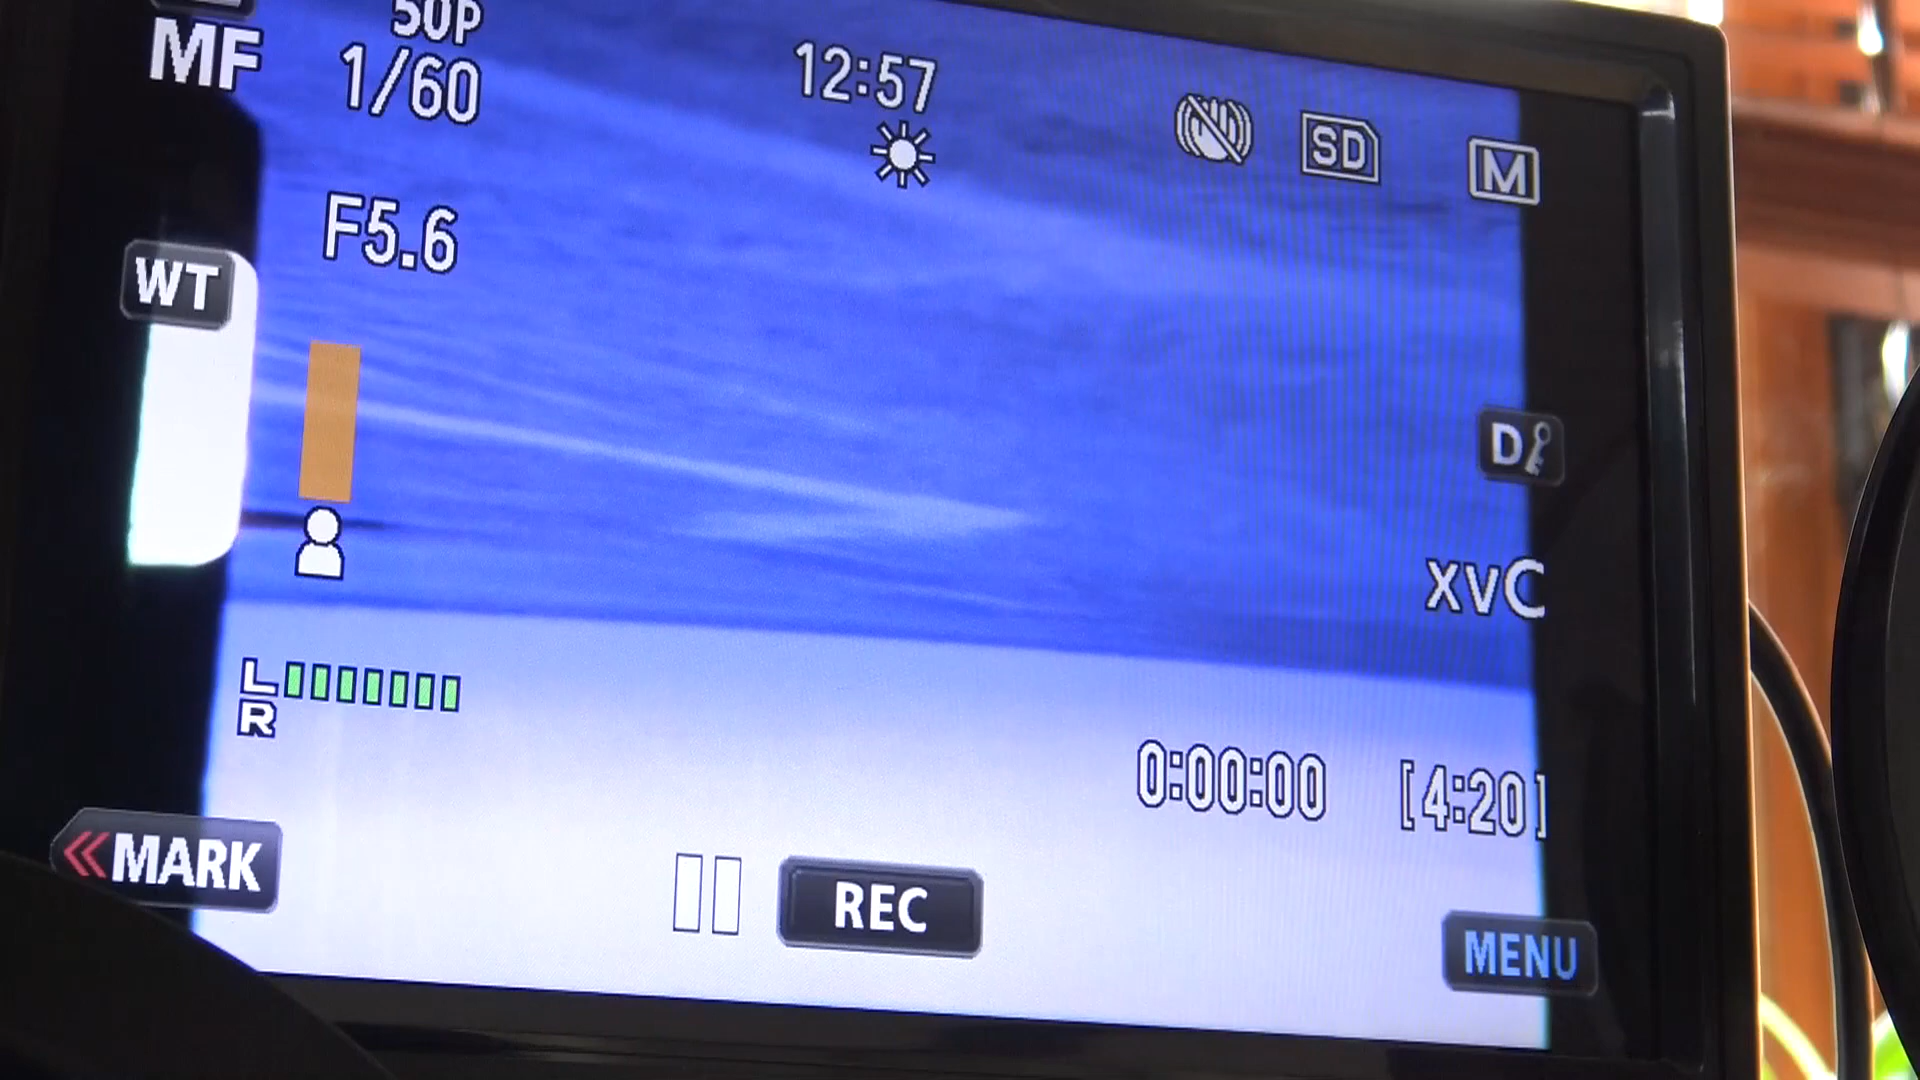 50P
MF 1/60 12:57 SD M
F5.6
WT
D
xvC
L
R
0:00:00 [4:20]
MARK
REC
MENU